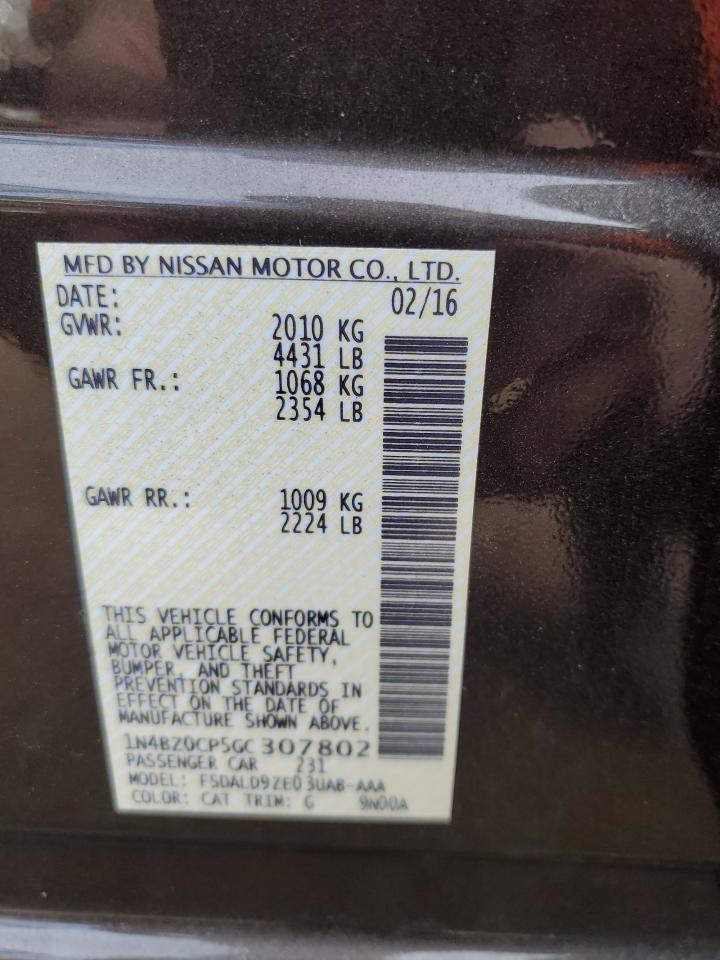 MFD BY NISSAN MOTOR CO., LTD.
DATE: 02/16
GVWR: 2010 KG
4431 LB
GAWR FR.: 1068 KG
2354 LB
GAWR RR.: 1009 KG
2224 LB
THIS VEHICLE CONFORMS TO
ALL APPLICABLE FEDERAL
MOTOR VEHICLE SAFETY,
BUMPER, AND THEFT
PREVENTION STANDARDS IN
EFFECT ON THE DATE OF
MANUFACTURE SHOWN ABOVE.
1N4BZ0CP5GC307802
PASSENGER CAR 231
MODEL: FSDALD9ZE03UAB-AAA
COLOR: CAT TRIM: G 9N00A